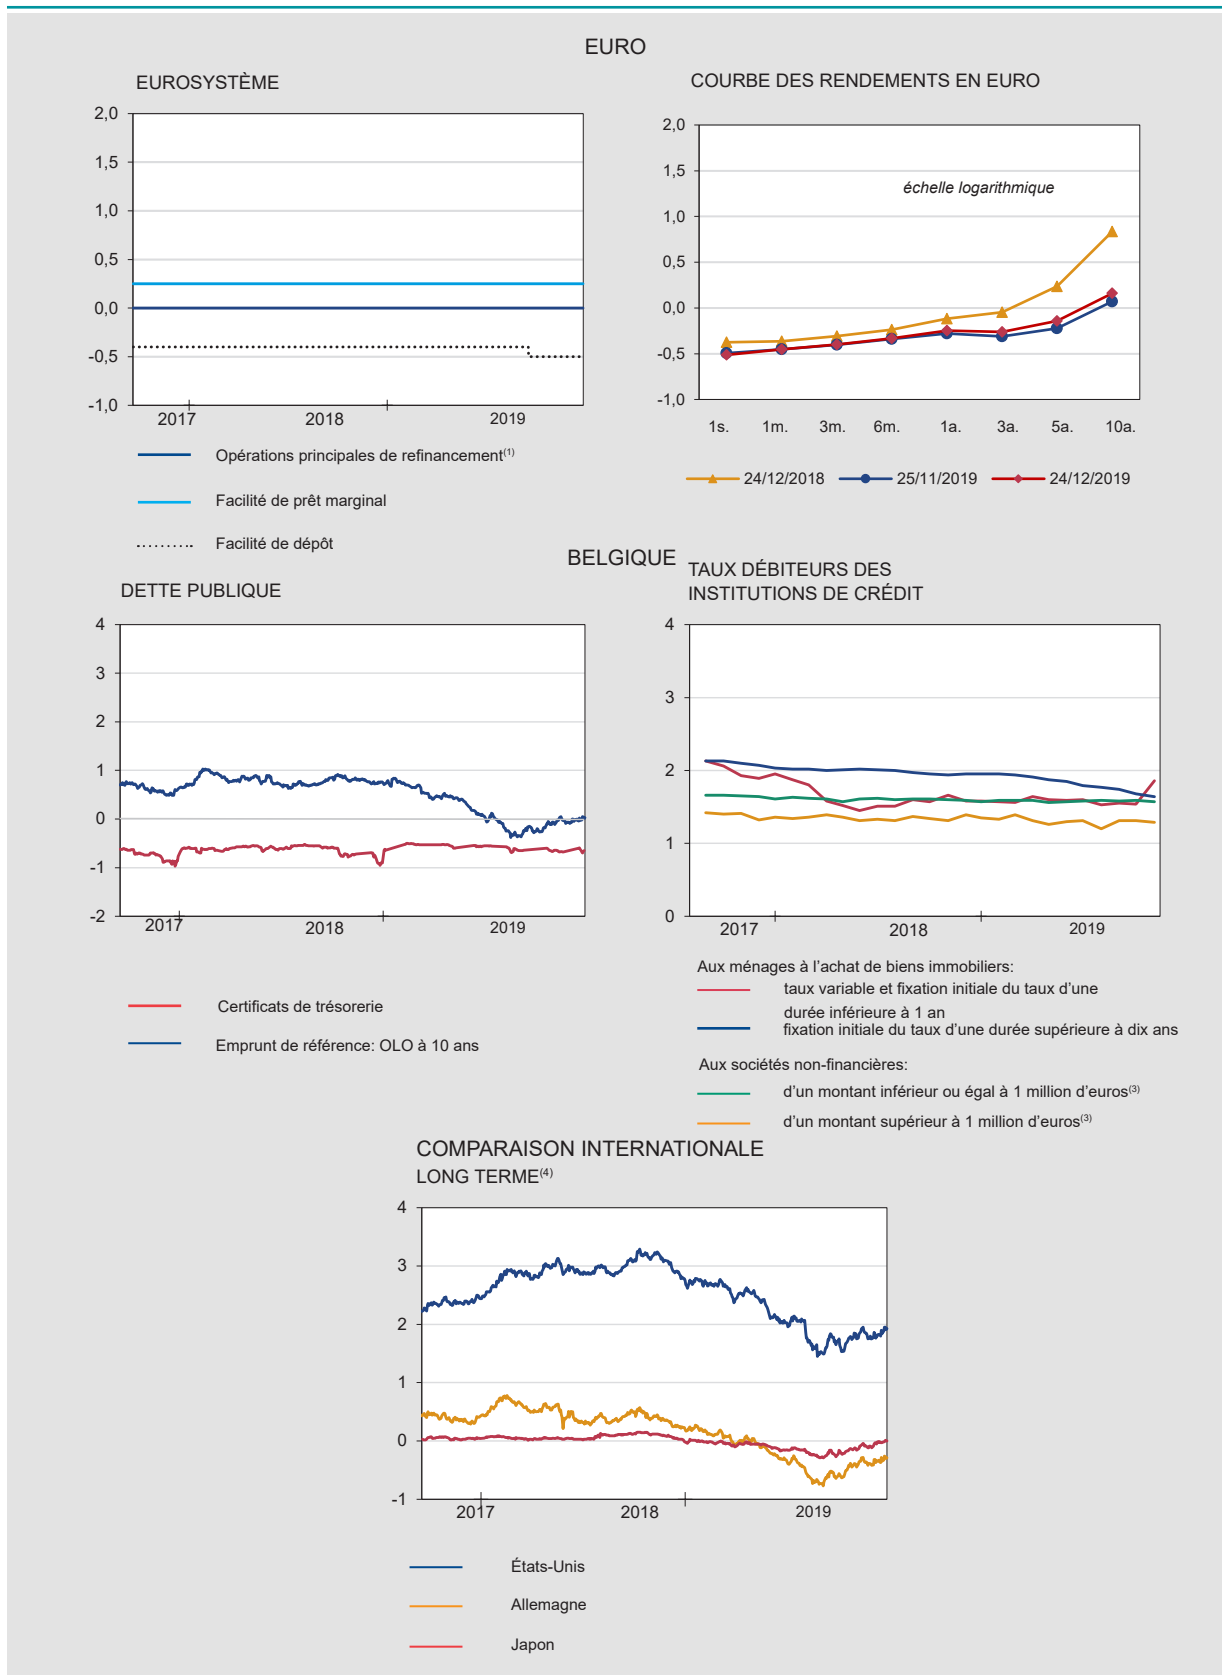 EURO
EUROSYSTÈME
2,0
1,5
1,0
0,5
0,0
-0,5
-1,0
2017 2018 2019
Opérations principales de refinancement(1)
Facilité de prêt marginal
Facilité de dépôt
COURBE DES RENDEMENTS EN EURO
2,0
1,5
1,0
0,5
0,0
-0,5
-1,0
échelle logarithmique
1s. 1m. 3m. 6m. 1a. 3a. 5a. 10a.
24/12/2018 25/11/2019 24/12/2019
BELGIQUE
DETTE PUBLIQUE
4
3
2
1
0
-1
-2
2017 2018 2019
Certificats de trésorerie
Emprunt de référence: OLO à 10 ans
TAUX DÉBITEURS DES
INSTITUTIONS DE CRÉDIT
4
3
2
1
0
2017 2018 2019
Aux ménages à l’achat de biens immobiliers:
taux variable et fixation initiale du taux d’une
durée inférieure à 1 an
fixation initiale du taux d’une durée supérieure à dix ans
Aux sociétés non-financières:
d’un montant inférieur ou égal à 1 million d’euros(3)
d’un montant supérieur à 1 million d’euros(3)
COMPARAISON INTERNATIONALE
LONG TERME(4)
4
3
2
1
0
-1
2017 2018 2019
États-Unis
Allemagne
Japon